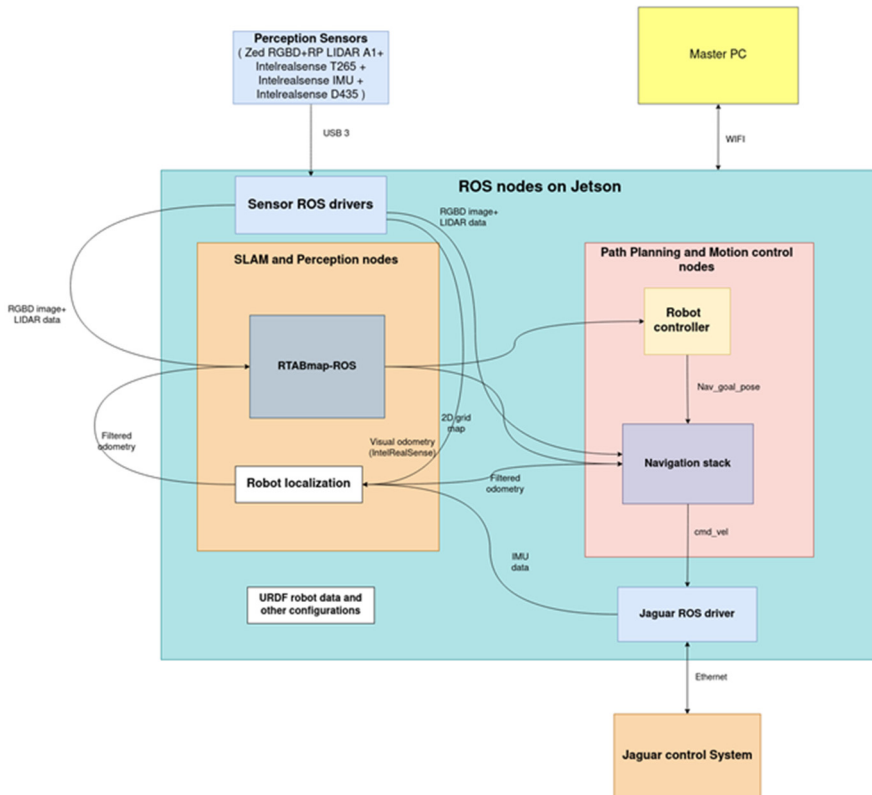 Perception Sensors
( Zed RGBD+RP LIDAR A1+
Intelrealsense T265 +
Intelrealsense IMU +
Intelrealsense D435 )
Master PC
USB 3
WIFI
ROS nodes on Jetson
Sensor ROS drivers
RGBD image+
LIDAR data
SLAM and Perception nodes
Path Planning and Motion control
nodes
RGBD image+
LIDAR data
Robot
controller
RTABmap-ROS
Nav_goal_pose
2D grid
map
Filtered
odometry
Visual odometry
(IntelRealSense)
Robot localization
Filtered
odometry
Navigation stack
cmd_vel
IMU
data
URDF robot data and
other configurations
Jaguar ROS driver
Ethernet
Jaguar control System